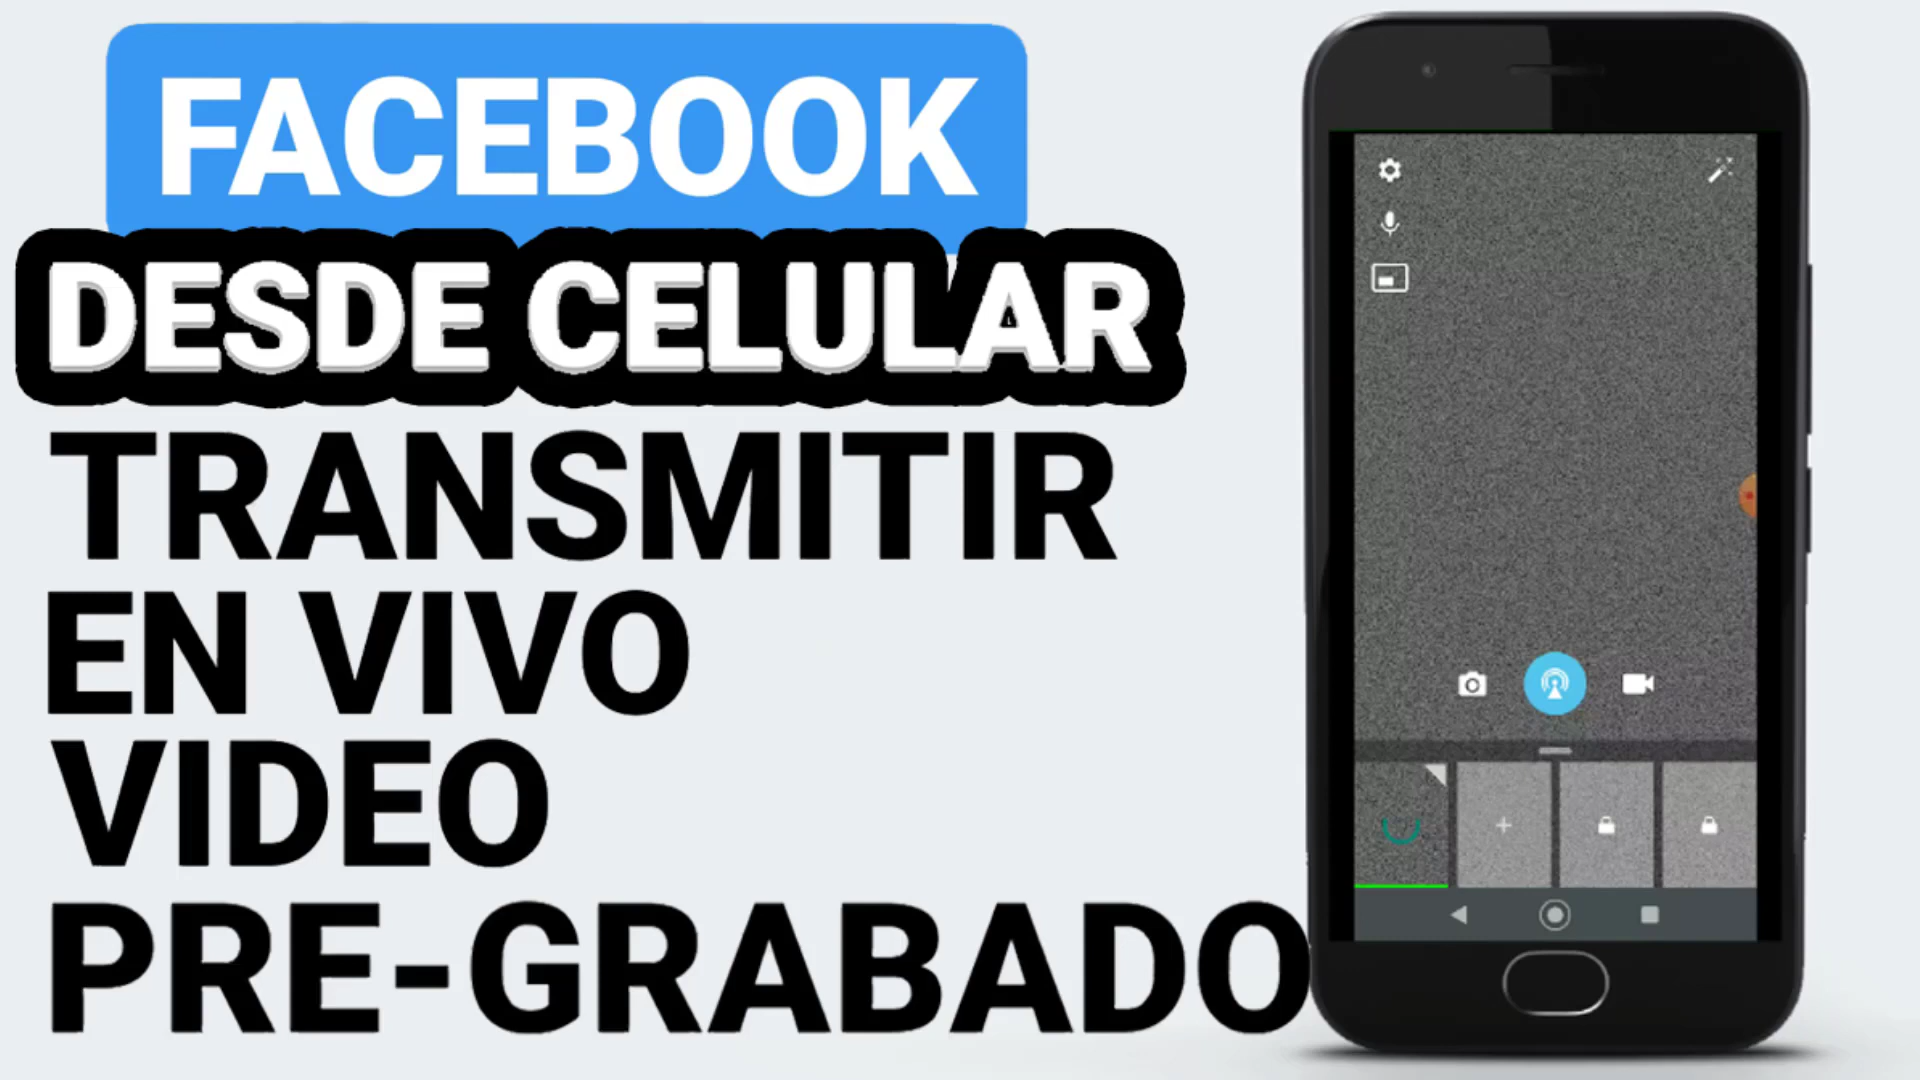 FACEBOOK
DESDE CELULAR
TRANSMITIR
EN VIVO
VIDEO
PRE-GRABADO